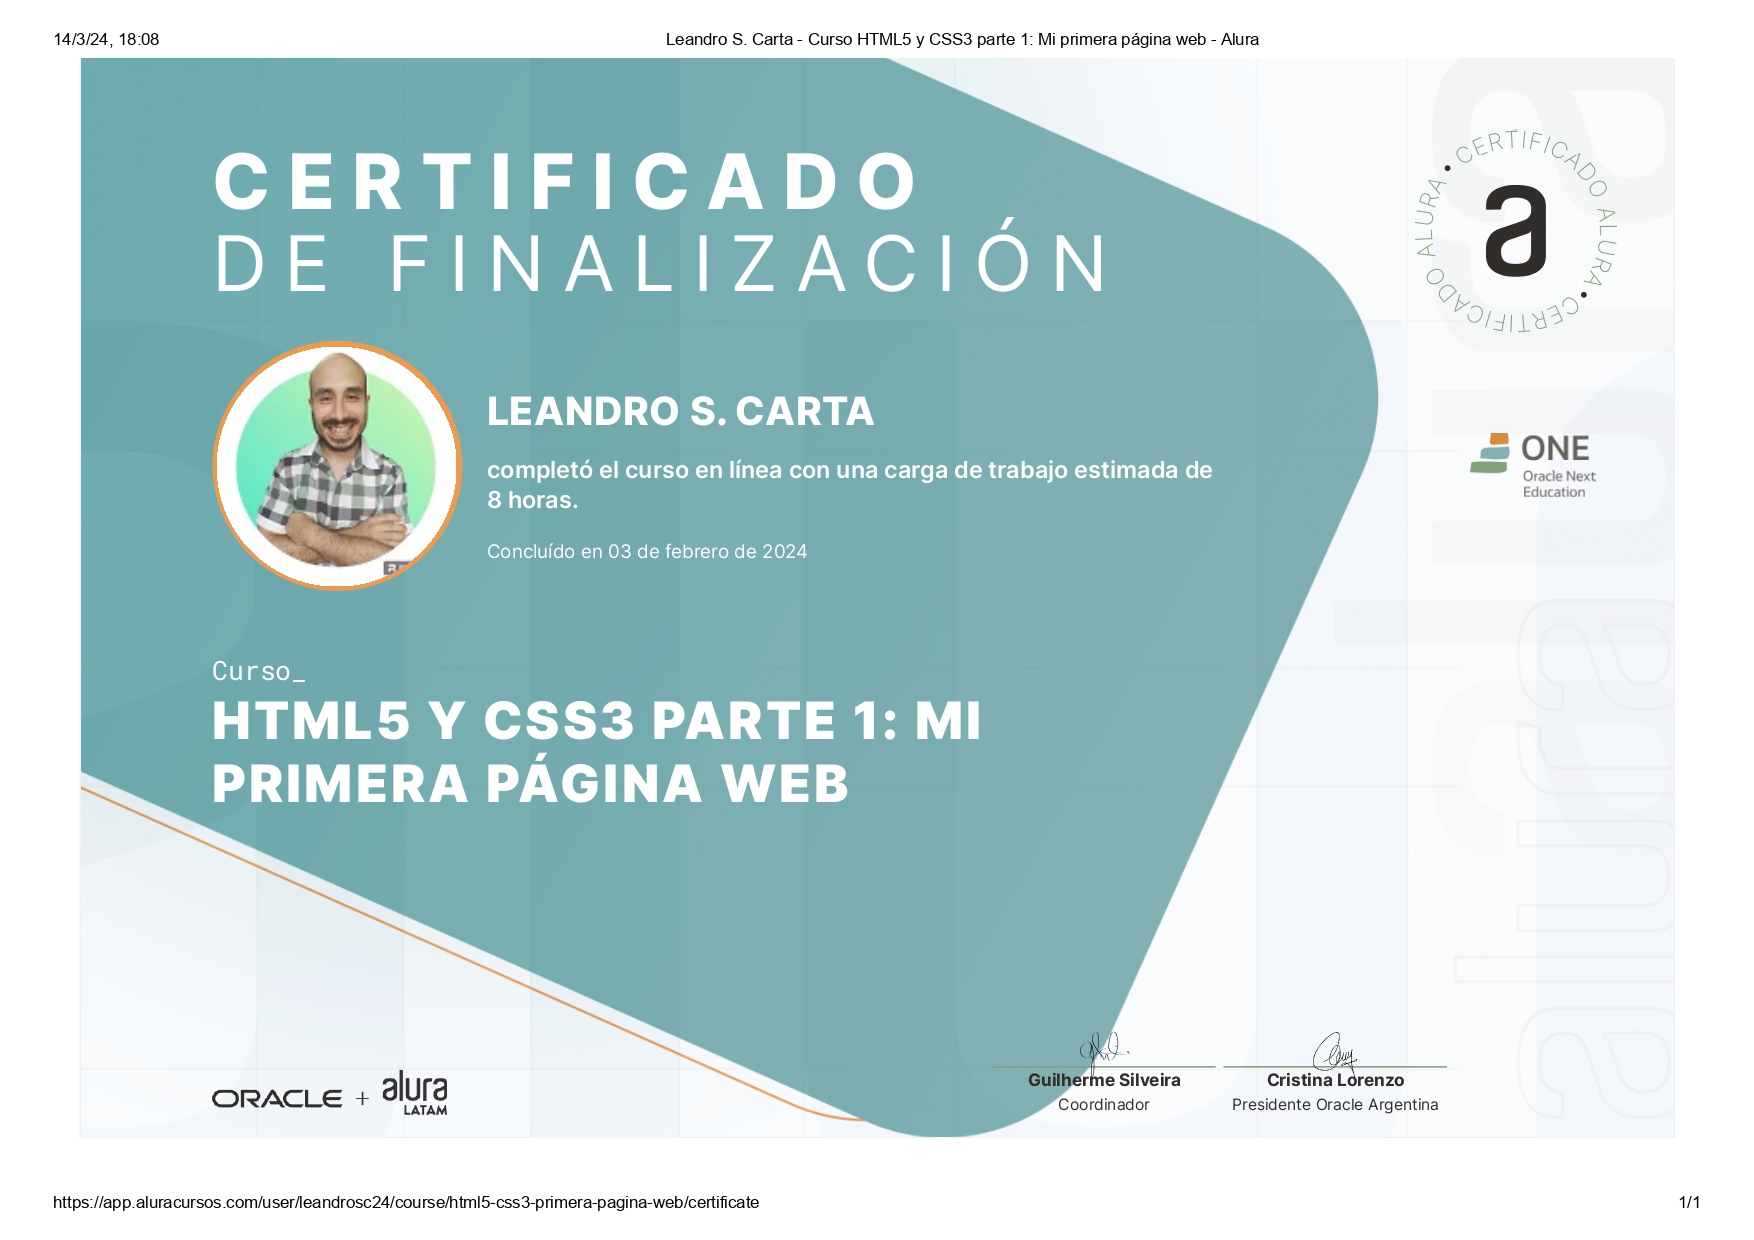 14/3/24, 18:08
Leandro S. Carta - Curso HTML5 y CSS3 parte 1: Mi primera página web - Alura
CERTIFICADO
DE FINALIZACIÓN
• CERTIFICADO ALURA • CERTIFICADO ALURA
a
LEANDRO S. CARTA
completó el curso en línea con una carga de trabajo estimada de
8 horas.
Concluído en 03 de febrero de 2024
ONE
Oracle Next
Education
Curso_
HTML5 Y CSS3 PARTE 1: MI
PRIMERA PÁGINA WEB
alura
ORACLE + alura
LATAM
Guilherme Silveira
Coordinador
Cristina Lorenzo
Presidente Oracle Argentina
https://app.aluracursos.com/user/leandrosc24/course/html5-css3-primera-pagina-web/certificate
1/1